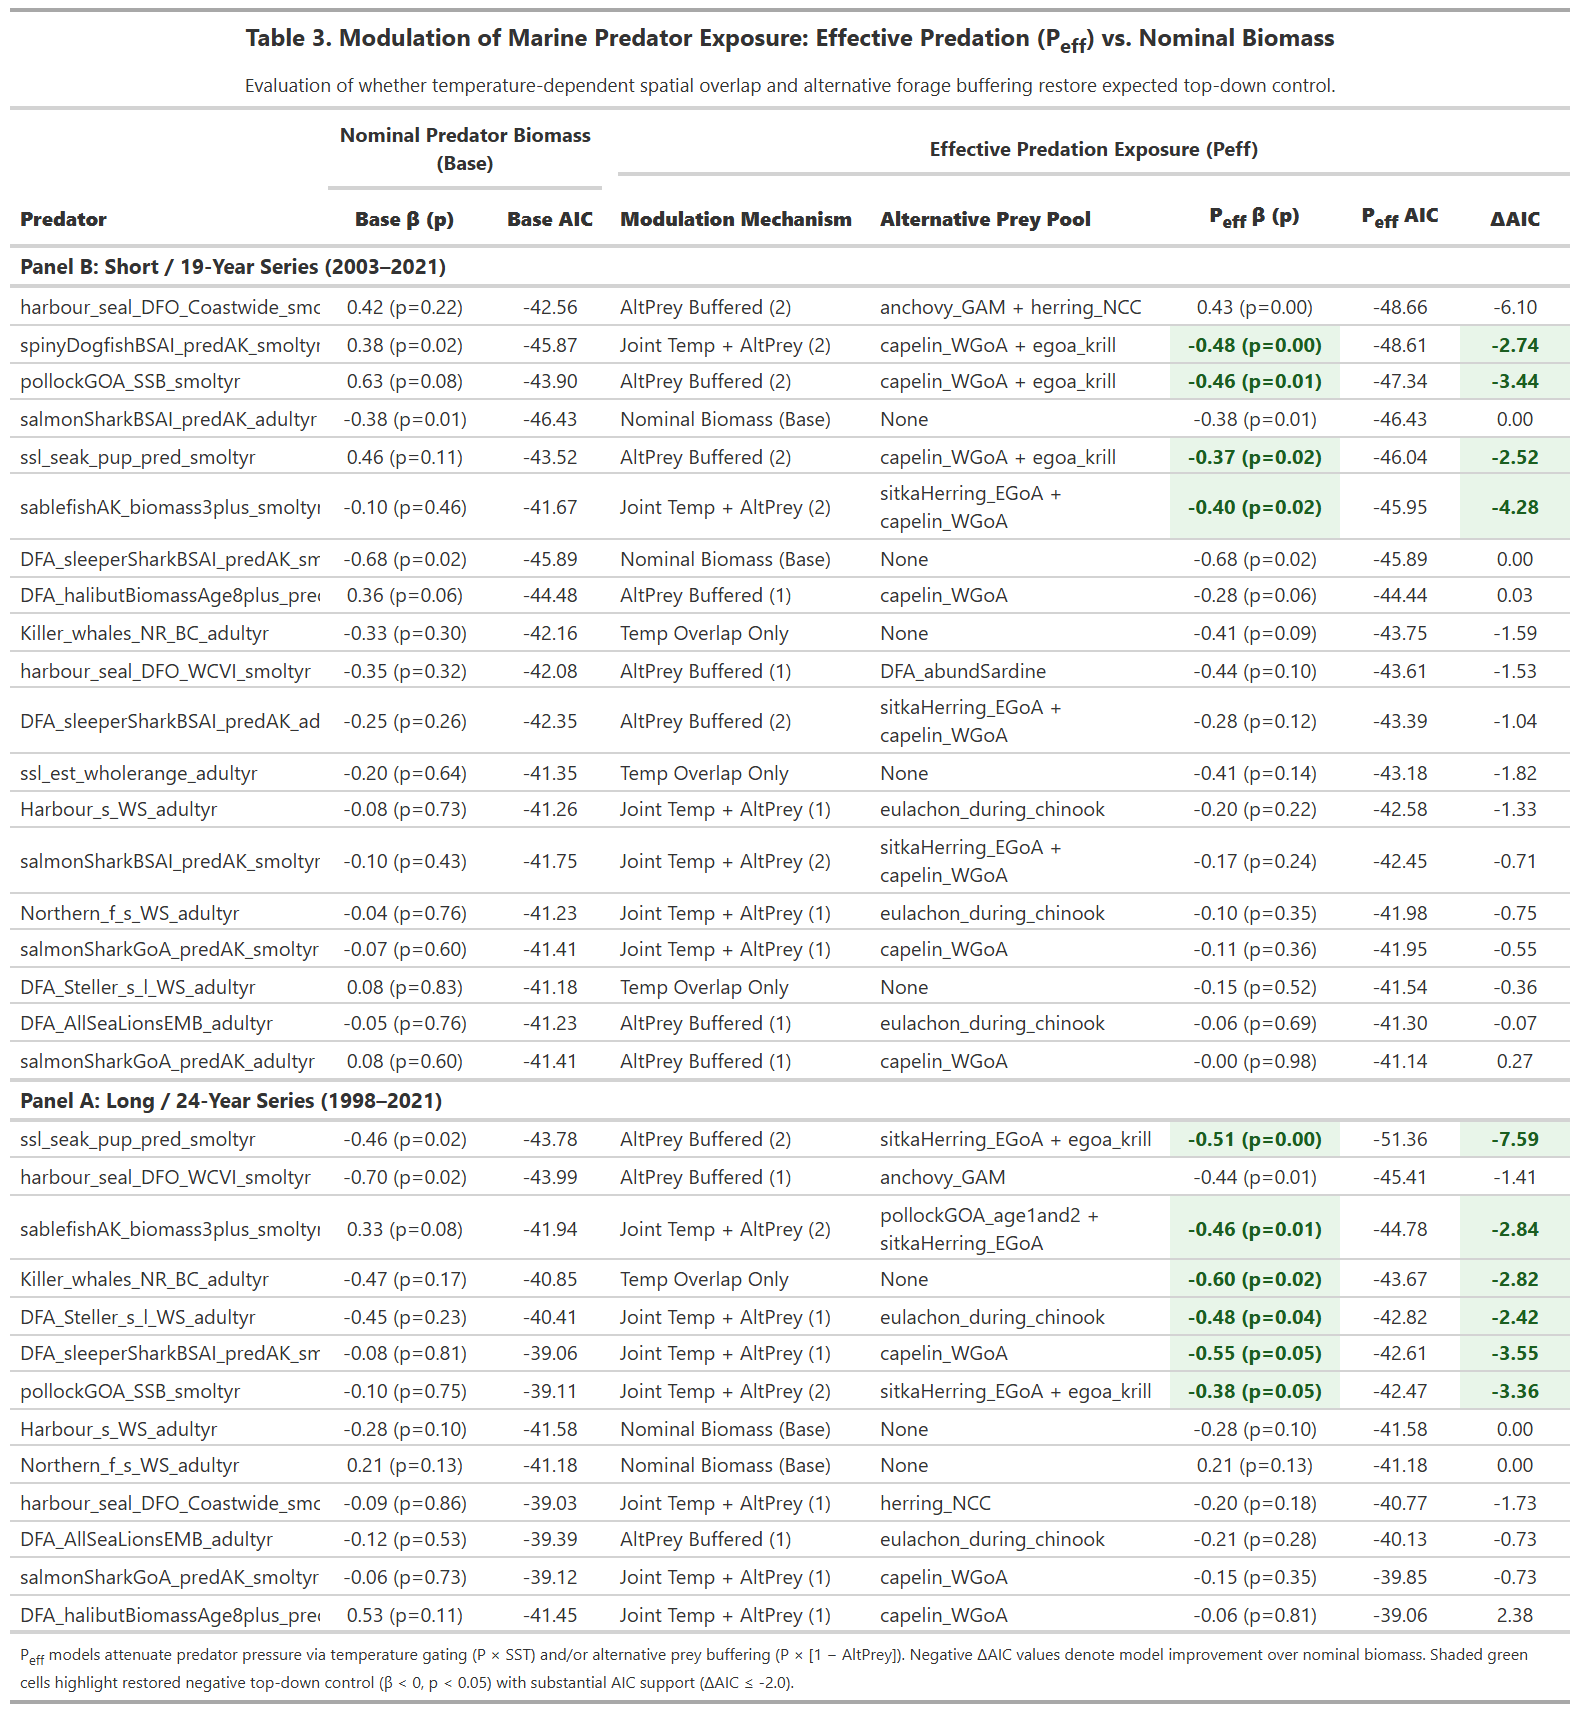 Table 3. Modulation of Marine Predator Exposure: Effective Predation (Peff) vs. Nominal Biomass
Evaluation of whether temperature-dependent spatial overlap and alternative forage buffering restore expected top-down control.
Nominal Predator Biomass
(Base)
Effective Predation Exposure (Peff)
Predator Base β (p) Base AIC Modulation Mechanism Alternative Prey Pool Peff β (p) Peff AIC ΔAIC
Panel B: Short / 19-Year Series (2003–2021)
harbour_seal_DFO_Coastwide_smc 0.42 (p=0.22) -42.56 AltPrey Buffered (2) anchovy_GAM + herring_NCC 0.43 (p=0.00) -48.66 -6.10
spinyDogfishBSAI_predAK_smoltyr 0.38 (p=0.02) -45.87 Joint Temp + AltPrey (2) capelin_WGoA + egoa_krill -0.48 (p=0.00) -48.61 -2.74
pollockGOA_SSB_smoltyr 0.63 (p=0.08) -43.90 AltPrey Buffered (2) capelin_WGoA + egoa_krill -0.46 (p=0.01) -47.34 -3.44
salmonSharkBSAI_predAK_adultyr -0.38 (p=0.01) -46.43 Nominal Biomass (Base) None -0.38 (p=0.01) -46.43 0.00
ssl_seak_pup_pred_smoltyr 0.46 (p=0.11) -43.52 AltPrey Buffered (2) capelin_WGoA + egoa_krill -0.37 (p=0.02) -46.04 -2.52
sablefishAK_biomass3plus_smoltyr -0.10 (p=0.46) -41.67 Joint Temp + AltPrey (2) sitkaHerring_EGoA +
capelin_WGoA -0.40 (p=0.02) -45.95 -4.28
DFA_sleeperSharkBSAI_predAK_sm -0.68 (p=0.02) -45.89 Nominal Biomass (Base) None -0.68 (p=0.02) -45.89 0.00
DFA_halibutBiomassAge8plus_pred 0.36 (p=0.06) -44.48 AltPrey Buffered (1) capelin_WGoA -0.28 (p=0.06) -44.44 0.03
Killer_whales_NR_BC_adultyr -0.33 (p=0.30) -42.16 Temp Overlap Only None -0.41 (p=0.09) -43.75 -1.59
harbour_seal_DFO_WCVI_smoltyr -0.35 (p=0.32) -42.08 AltPrey Buffered (1) DFA_abundSardine -0.44 (p=0.10) -43.61 -1.53
DFA_sleeperSharkBSAI_predAK_ad -0.25 (p=0.26) -42.35 AltPrey Buffered (2) sitkaHerring_EGoA +
capelin_WGoA -0.28 (p=0.12) -43.39 -1.04
ssl_est_wholerange_adultyr -0.20 (p=0.64) -41.35 Temp Overlap Only None -0.41 (p=0.14) -43.18 -1.82
Harbour_s_WS_adultyr -0.08 (p=0.73) -41.26 Joint Temp + AltPrey (1) eulachon_during_chinook -0.20 (p=0.22) -42.58 -1.33
salmonSharkBSAI_predAK_smoltyr -0.10 (p=0.43) -41.75 Joint Temp + AltPrey (2) sitkaHerring_EGoA +
capelin_WGoA -0.17 (p=0.24) -42.45 -0.71
Northern_f_s_WS_adultyr -0.04 (p=0.76) -41.23 Joint Temp + AltPrey (1) eulachon_during_chinook -0.10 (p=0.35) -41.98 -0.75
salmonSharkGoA_predAK_smoltyr -0.07 (p=0.60) -41.41 Joint Temp + AltPrey (1) capelin_WGoA -0.11 (p=0.36) -41.95 -0.55
DFA_Steller_s_l_WS_adultyr 0.08 (p=0.83) -41.18 Temp Overlap Only None -0.15 (p=0.52) -41.54 -0.36
DFA_AllSeaLionsEMB_adultyr -0.05 (p=0.76) -41.23 AltPrey Buffered (1) eulachon_during_chinook -0.06 (p=0.69) -41.30 -0.07
salmonSharkGoA_predAK_adultyr 0.08 (p=0.60) -41.41 AltPrey Buffered (1) capelin_WGoA -0.00 (p=0.98) -41.14 0.27
Panel A: Long / 24-Year Series (1998–2021)
ssl_seak_pup_pred_smoltyr -0.46 (p=0.02) -43.78 AltPrey Buffered (2) sitkaHerring_EGoA + egoa_krill -0.51 (p=0.00) -51.36 -7.59
harbour_seal_DFO_WCVI_smoltyr -0.70 (p=0.02) -43.99 AltPrey Buffered (1) anchovy_GAM -0.44 (p=0.01) -45.41 -1.41
sablefishAK_biomass3plus_smoltyr 0.33 (p=0.08) -41.94 Joint Temp + AltPrey (2) pollockGOA_age1and2 +
sitkaHerring_EGoA -0.46 (p=0.01) -44.78 -2.84
Killer_whales_NR_BC_adultyr -0.47 (p=0.17) -40.85 Temp Overlap Only None -0.60 (p=0.02) -43.67 -2.82
DFA_Steller_s_l_WS_adultyr -0.45 (p=0.23) -40.41 Joint Temp + AltPrey (1) eulachon_during_chinook -0.48 (p=0.04) -42.82 -2.42
DFA_sleeperSharkBSAI_predAK_sm -0.08 (p=0.81) -39.06 Joint Temp + AltPrey (1) capelin_WGoA -0.55 (p=0.05) -42.61 -3.55
pollockGOA_SSB_smoltyr -0.10 (p=0.75) -39.11 Joint Temp + AltPrey (2) sitkaHerring_EGoA + egoa_krill -0.38 (p=0.05) -42.47 -3.36
Harbour_s_WS_adultyr -0.28 (p=0.10) -41.58 Nominal Biomass (Base) None -0.28 (p=0.10) -41.58 0.00
Northern_f_s_WS_adultyr 0.21 (p=0.13) -41.18 Nominal Biomass (Base) None 0.21 (p=0.13) -41.18 0.00
harbour_seal_DFO_Coastwide_smc -0.09 (p=0.86) -39.03 Joint Temp + AltPrey (1) herring_NCC -0.20 (p=0.18) -40.77 -1.73
DFA_AllSeaLionsEMB_adultyr -0.12 (p=0.53) -39.39 AltPrey Buffered (1) eulachon_during_chinook -0.21 (p=0.28) -40.13 -0.73
salmonSharkGoA_predAK_smoltyr -0.06 (p=0.73) -39.12 Joint Temp + AltPrey (1) capelin_WGoA -0.15 (p=0.35) -39.85 -0.73
DFA_halibutBiomassAge8plus_pred 0.53 (p=0.11) -41.45 Joint Temp + AltPrey (1) capelin_WGoA -0.06 (p=0.81) -39.06 2.38
Peff models attenuate predator pressure via temperature gating (P × SST) and/or alternative prey buffering (P × [1 − AltPrey]). Negative ΔAIC values denote model improvement over nominal biomass. Shaded green
cells highlight restored negative top-down control (β < 0, p < 0.05) with substantial AIC support (ΔAIC ≤ -2.0).